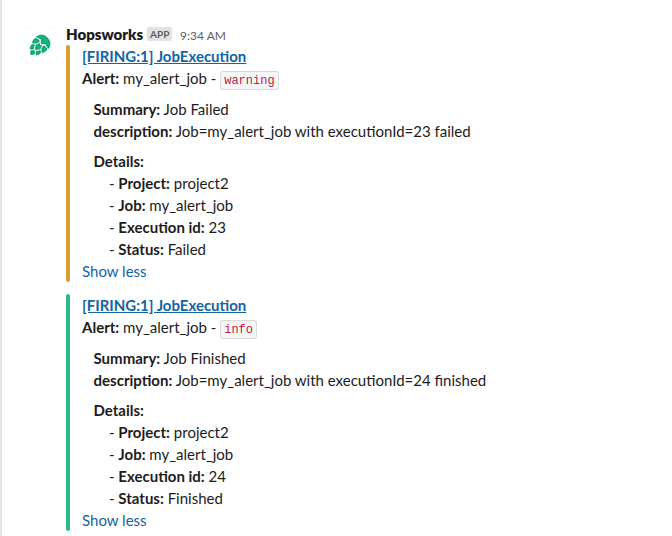 Hopsworks APP 9:34 AM
[FIRING:1] JobExecution
Alert: my_alert_job - warning
Summary: Job Failed
description: Job=my_alert_job with executionId=23 failed
Details:
- Project: project2
- Job: my_alert_job
- Execution id: 23
- Status: Failed
Show less
[FIRING:1] JobExecution
Alert: my_alert_job - info
Summary: Job Finished
description: Job=my_alert_job with executionId=24 finished
Details:
- Project: project2
- Job: my_alert_job
- Execution id: 24
- Status: Finished
Show less